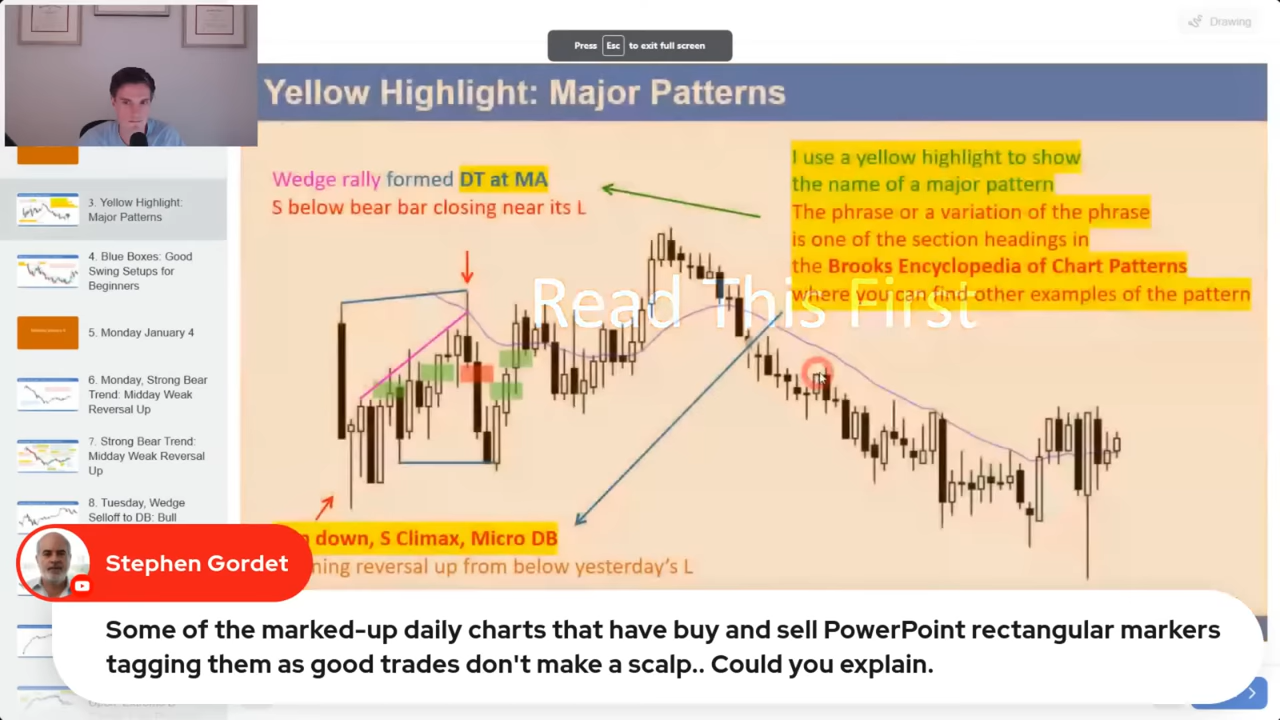 Drawing
Press Esc to exit full screen
Yellow Highlight: Major Patterns
Wedge rally formed DT at MA
S below bear bar closing near its L
I use a yellow highlight to show
the name of a major pattern
The phrase or a variation of the phrase
is one of the section headings in
the Brooks Encyclopedia of Chart Patterns
where you can find other examples of the pattern
Read This First
3. Yellow Highlight:
Major Patterns
4. Blue Boxes: Good
Swing Setups for
Beginners
5. Monday January 4
6. Monday, Strong Bear
Trend: Midday Weak
Reversal Up
7. Strong Bear Trend:
Midday Weak Reversal
Up
8. Tuesday, Wedge
Selloff to DB: Bull
down, S Climax, Micro DB
reversal up from below yesterday's L
Stephen Gordet
Some of the marked-up daily charts that have buy and sell PowerPoint rectangular markers
tagging them as good trades don't make a scalp.. Could you explain.